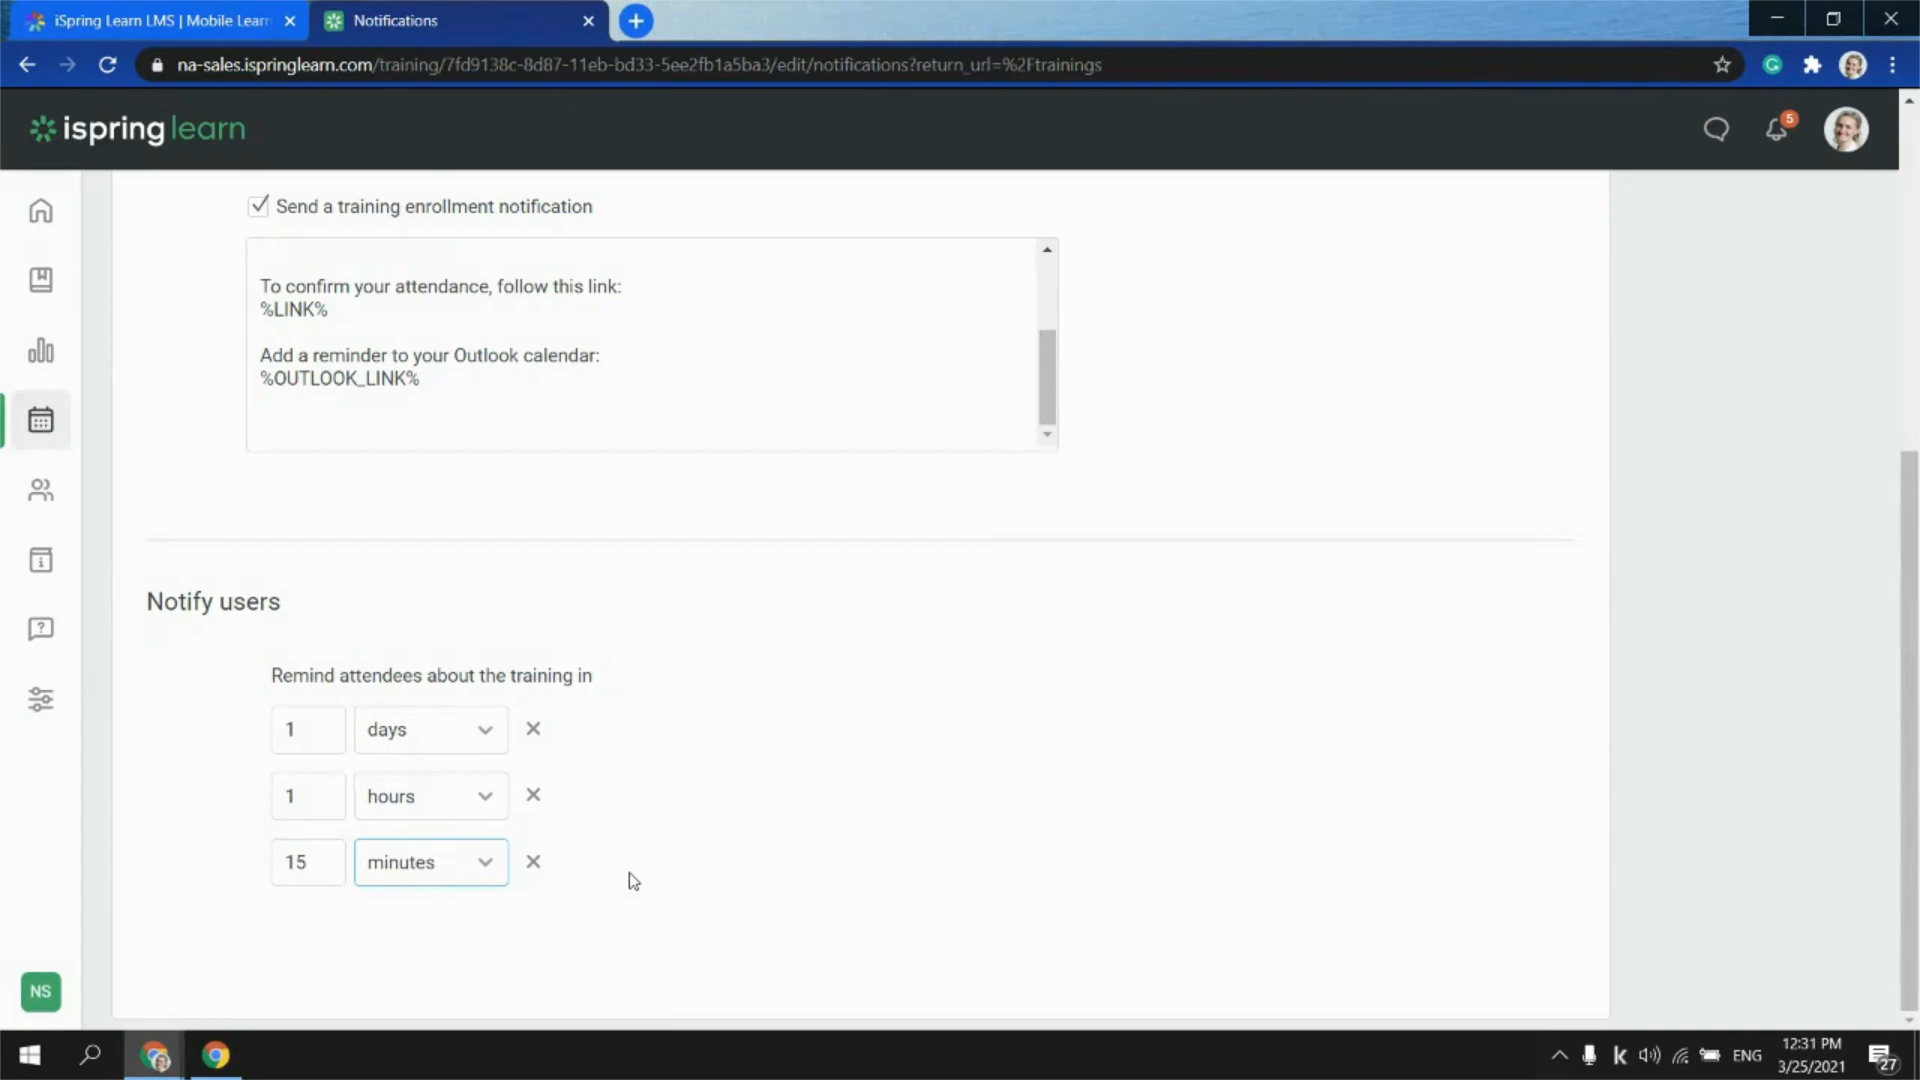 iSpring Learn LMS | Mobile Learn
Notifications
na-sales.ispringlearn.com/training/7fd9138c-8d87-11eb-bd33-5ee2fb1a5ba3/edit/notifications?return_url=%2Ftrainings
ispring learn
5
Send a training enrollment notification
To confirm your attendance, follow this link:
%LINK%
Add a reminder to your Outlook calendar:
%OUTLOOK_LINK%
Notify users
Remind attendees about the training in
1 days
1 hours
15 minutes
NS
ENG
12:31 PM
3/25/2021
27